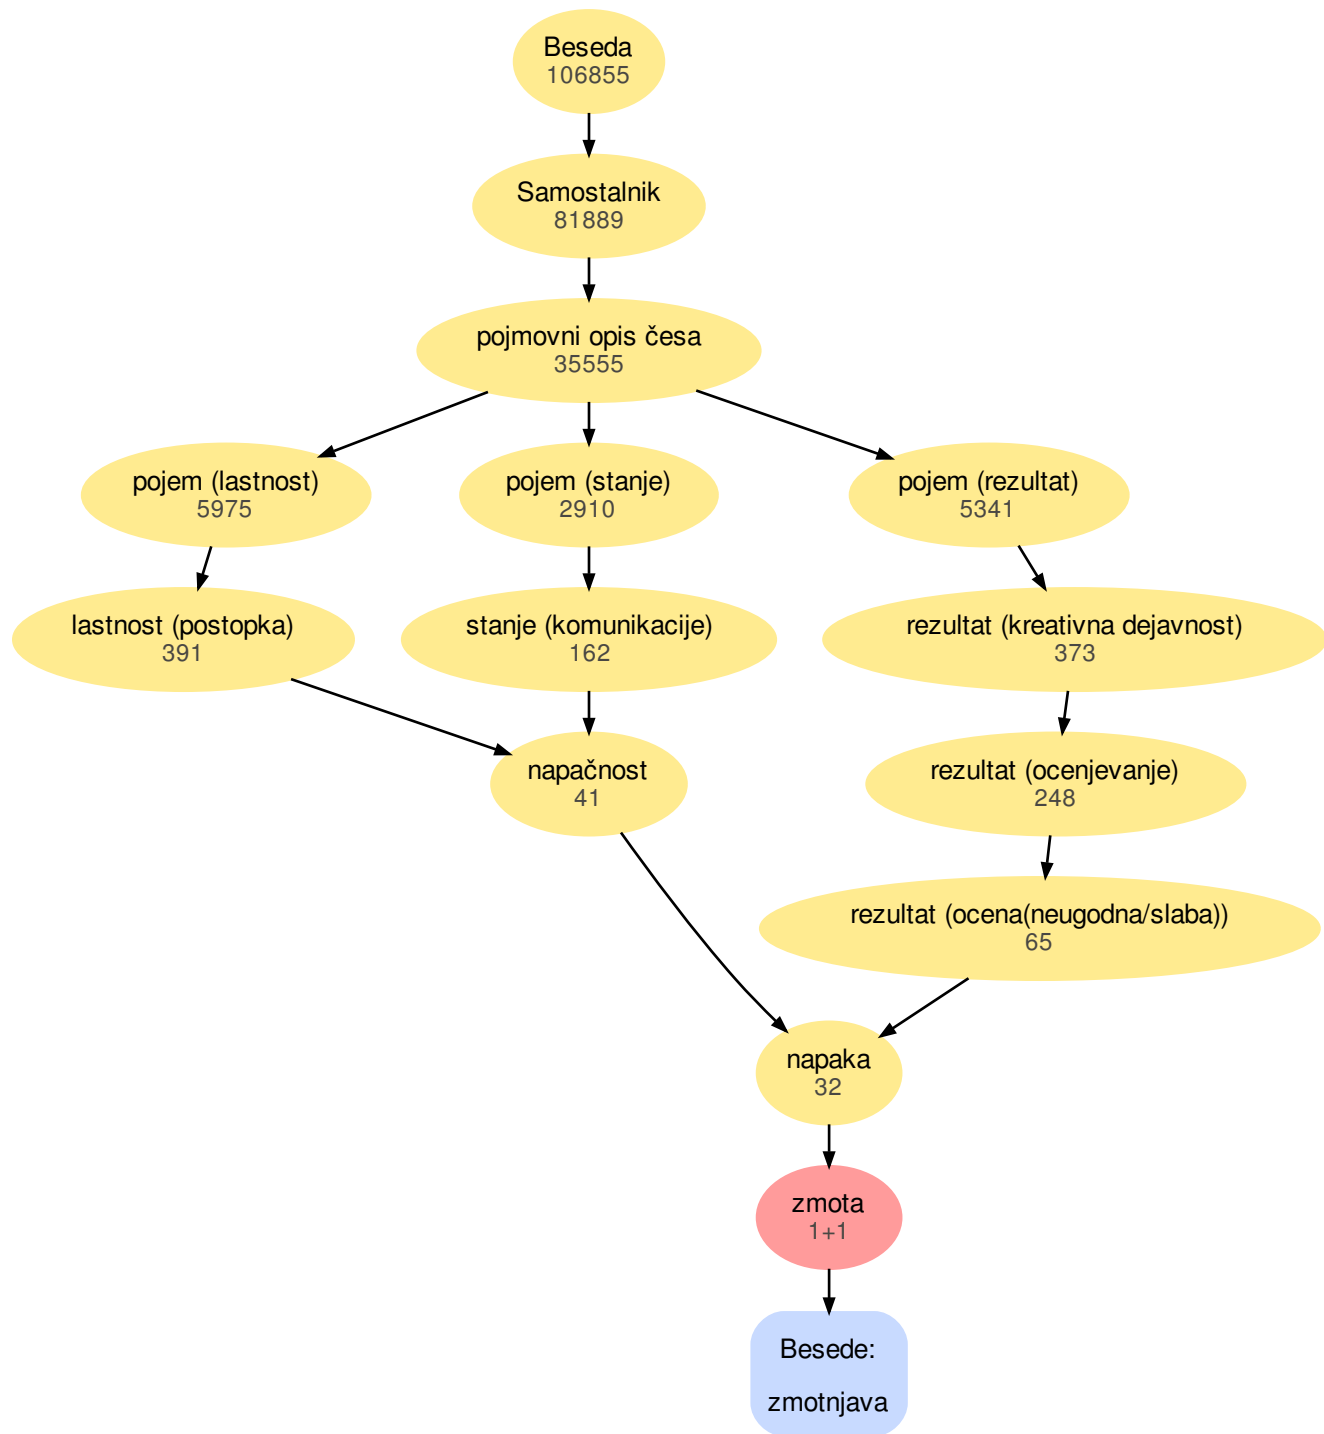 Beseda
106855
Samostalnik
81889
pojmovni opis česa
35555
pojem (lastnost)
5975
pojem (stanje)
2910
pojem (rezultat)
5341
lastnost (postopka)
391
stanje (komunikacije)
162
rezultat (kreativna dejavnost)
373
napačnost
41
rezultat (ocenjevanje)
248
rezultat (ocena(neugodna/slaba))
65
napaka
32
zmota
1+1
Besede:
zmotnjava